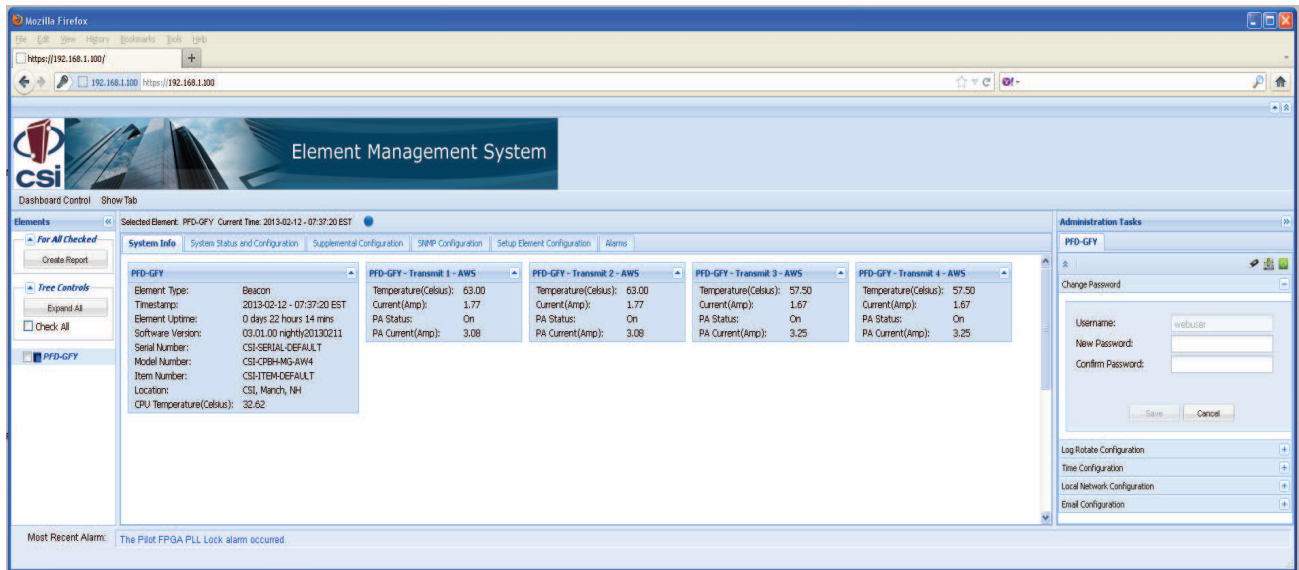 Mozilla Firefox
File Edit View History Bookmarks Tools Help
https://192.168.1.100/
192.168.1.100 https://192.168.1.100
csi
Element Management System
Dashboard Control Show Tab
Elements
For All Checked
Create Report
Tree Controls
Expand All
Check All
PFD-GFY
Selected Element: PFD-GFY Current Time: 2013-02-12 - 07:37:20 EST
System Info System Status and Configuration Supplemental Configuration SNMP Configuration Setup Element Configuration Alarms
PFD-GFY
Element Type: Beacon
Timestamp: 2013-02-12 - 07:37:20 EST
Element Uptime: 0 days 22 hours 14 mins
Software Version: 03.01.00 nightly20130211
Serial Number: CSI-SERIAL-DEFAULT
Model Number: CSI-CPBH-MG-AW4
Item Number: CSI-ITEM-DEFAULT
Location: CSI, Manch, NH
CPU Temperature(Celsius): 32.62
PFD-GFY - Transmit 1 - AWS
Temperature(Celsius): 63.00
Current(Amp): 1.77
PA Status: On
PA Current(Amp): 3.08
PFD-GFY - Transmit 2 - AWS
Temperature(Celsius): 63.00
Current(Amp): 1.77
PA Status: On
PA Current(Amp): 3.08
PFD-GFY - Transmit 3 - AWS
Temperature(Celsius): 57.50
Current(Amp): 1.67
PA Status: On
PA Current(Amp): 3.25
PFD-GFY - Transmit 4 - AWS
Temperature(Celsius): 57.50
Current(Amp): 1.67
PA Status: On
PA Current(Amp): 3.25
Administration Tasks
PFD-GFY
Change Password
Username: webuser
New Password:
Confirm Password:
Save Cancel
Log Rotate Configuration
Time Configuration
Local Network Configuration
Email Configuration
Most Recent Alarm: The Pilot FPGA PLL Lock alarm occurred.